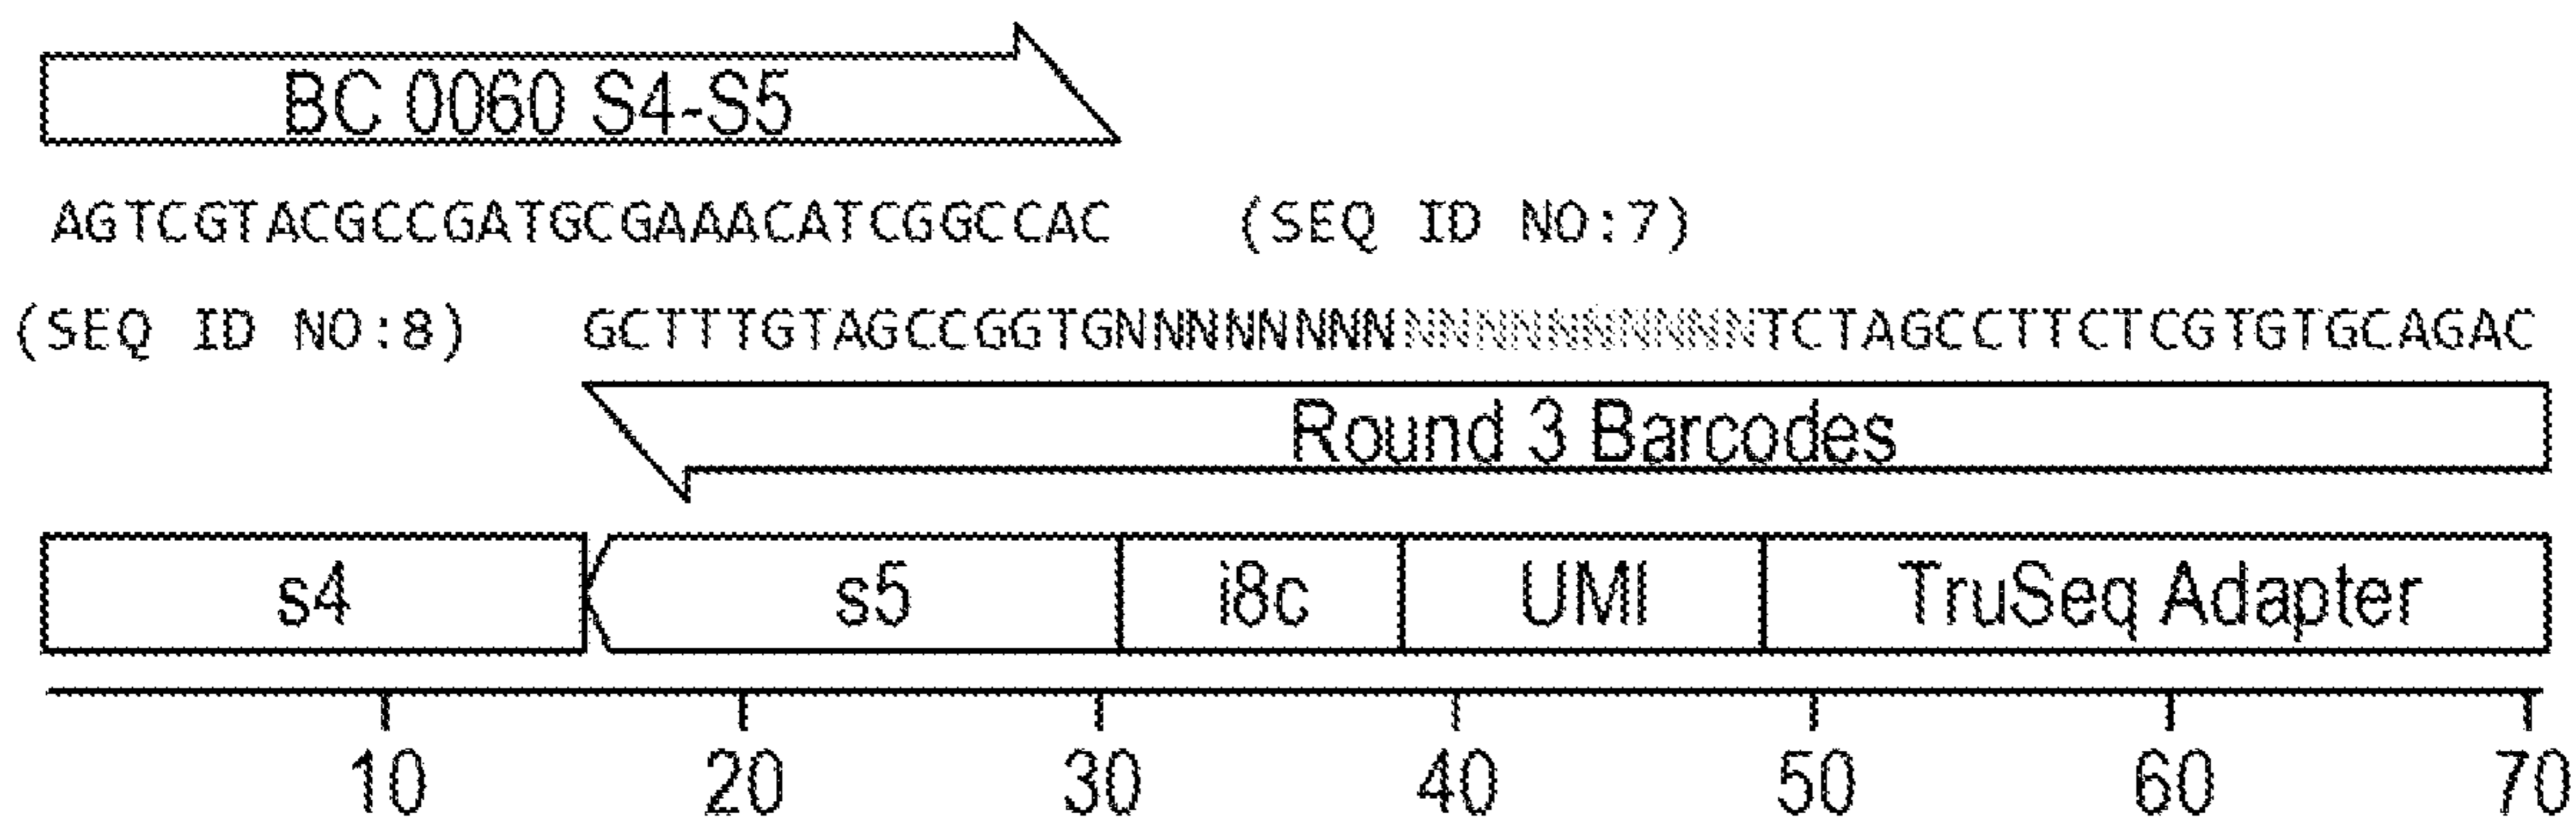 BC 0060 S4-S5
AGTCGTACGCCGATGCGAAACATCGGCCAC (SEQ ID NO:7)
(SEQ ID NO:8) GCTTTGTAGCCGGTGNNNNNNNNNNNNNNNNNNTCTAGCCTTCTCGTGTGCAGAC
Round 3 Barcodes
s4 s5 i8c UMI TruSeq Adapter
10 20 30 40 50 60 70